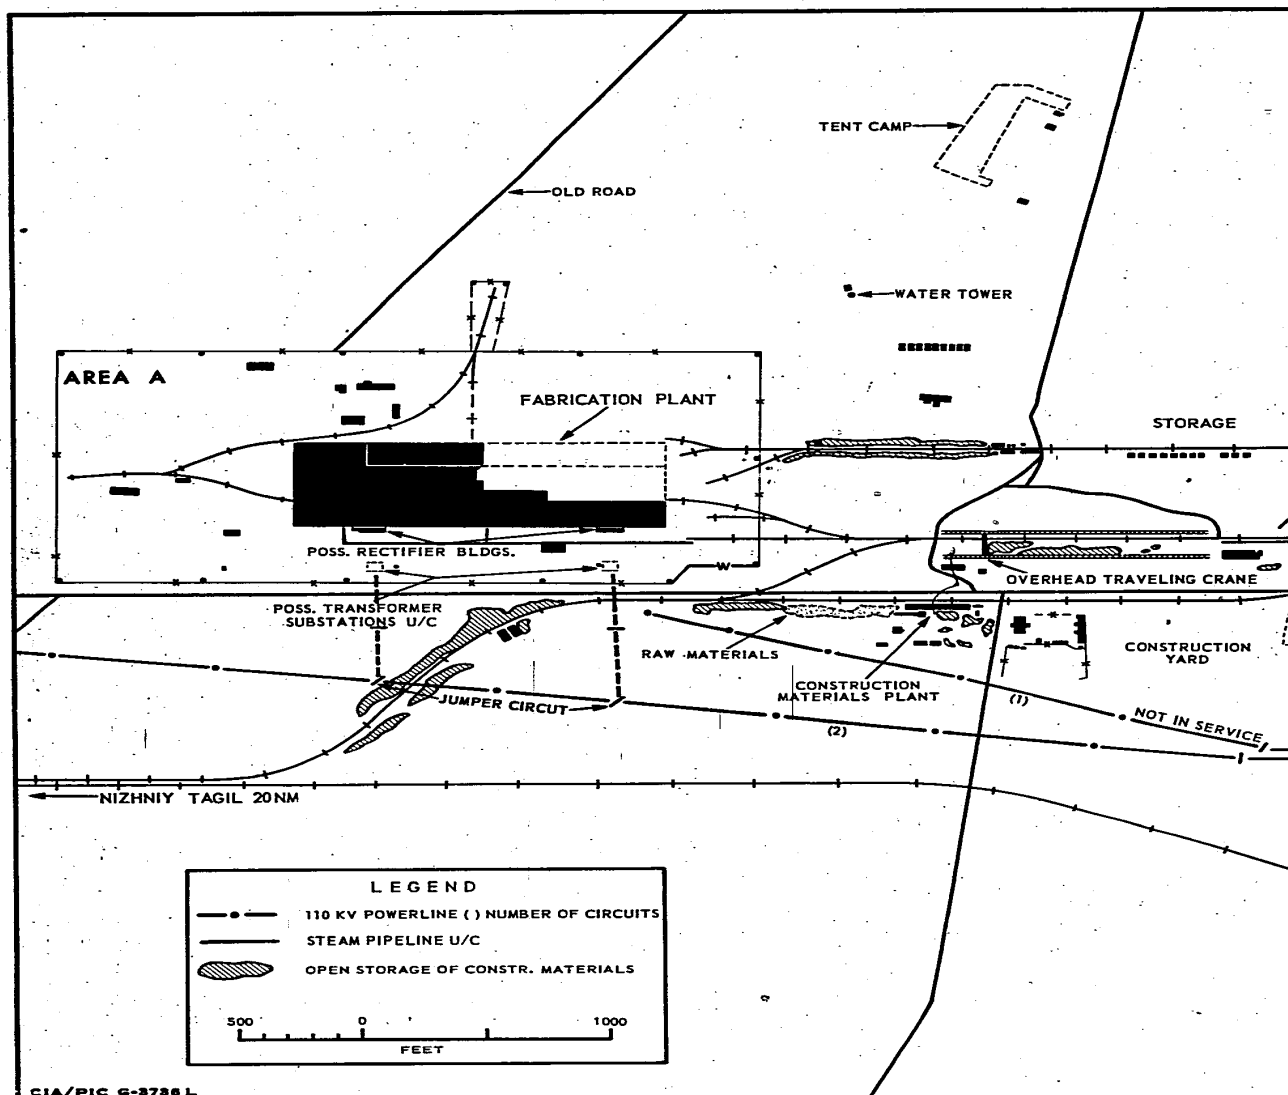 TENT CAMP
OLD ROAD
WATER TOWER
AREA A
FABRICATION PLANT
STORAGE
POSS. RECTIFIER BLDGS.
W
OVERHEAD TRAVELING CRANE
POSS. TRANSFORMER
SUBSTATIONS U/C
RAW MATERIALS
CONSTRUCTION
YARD
CONSTRUCTION
MATERIALS PLANT
JUMPER CIRCUT
(1)
NOT IN SERVICE
(2)
NIZHNIY TAGIL 20NM
LEGEND
110 KV POWERLINE ( ) NUMBER OF CIRCUITS
STEAM PIPELINE U/C
OPEN STORAGE OF CONSTR. MATERIALS
500 0 1000
FEET
CIA/PIC G-3736L